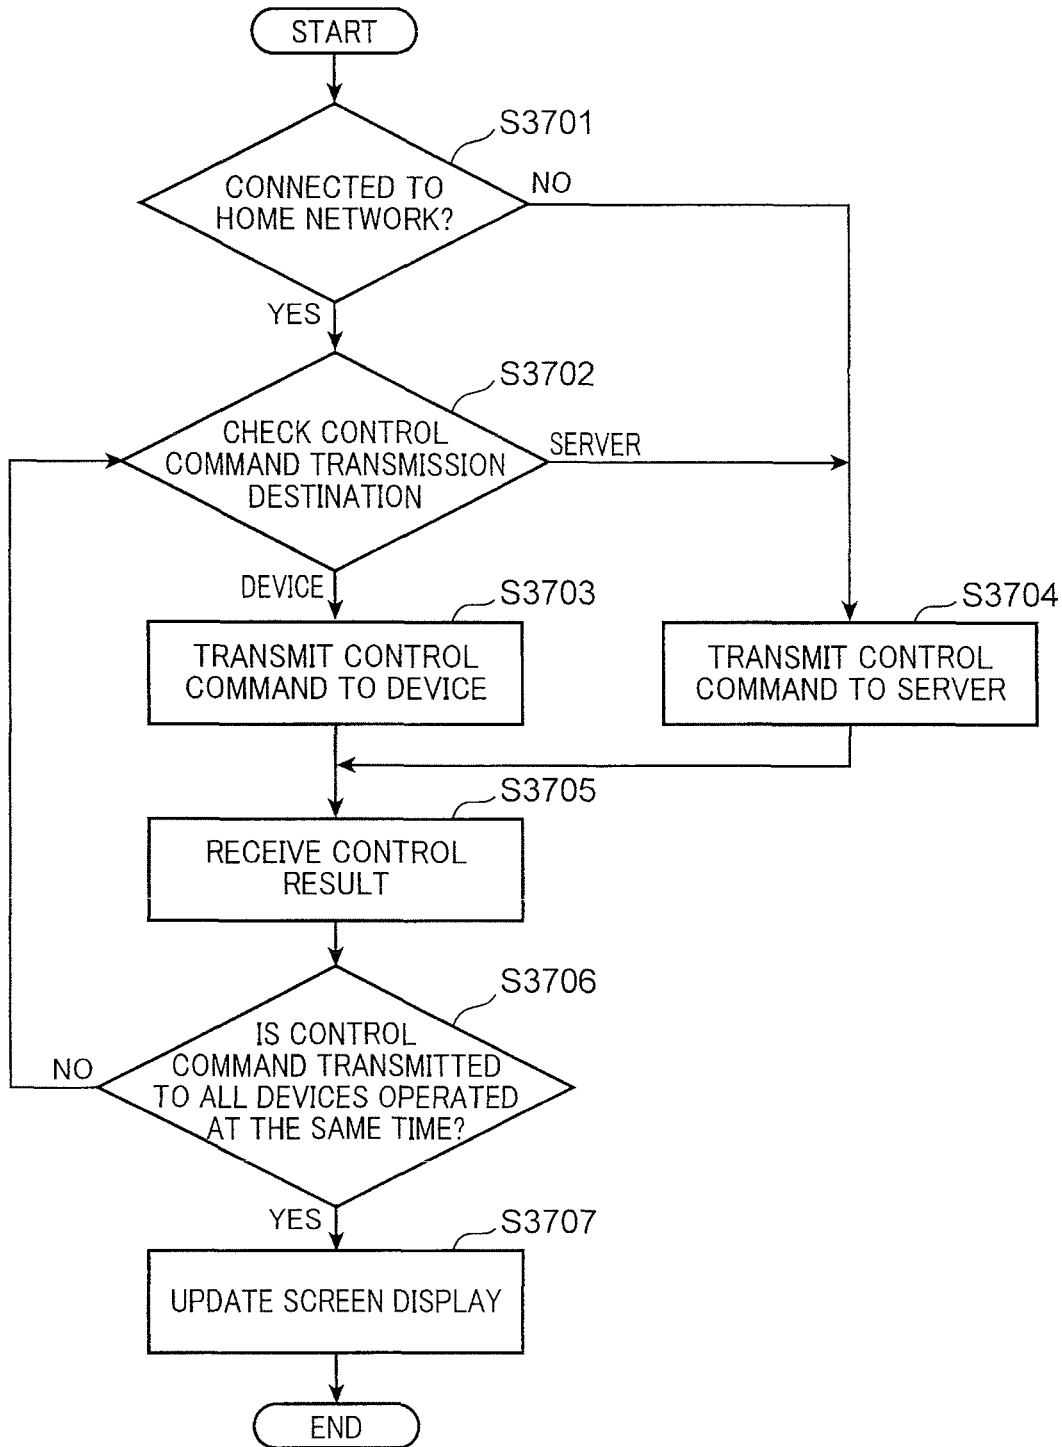 START
S3701
CONNECTED TO
HOME NETWORK?
NO
YES
S3702
CHECK CONTROL
COMMAND TRANSMISSION
DESTINATION
SERVER
DEVICE
S3703
TRANSMIT CONTROL
COMMAND TO DEVICE
S3704
TRANSMIT CONTROL
COMMAND TO SERVER
S3705
RECEIVE CONTROL
RESULT
S3706
IS CONTROL
COMMAND TRANSMITTED
TO ALL DEVICES OPERATED
AT THE SAME TIME?
NO
YES
S3707
UPDATE SCREEN DISPLAY
END